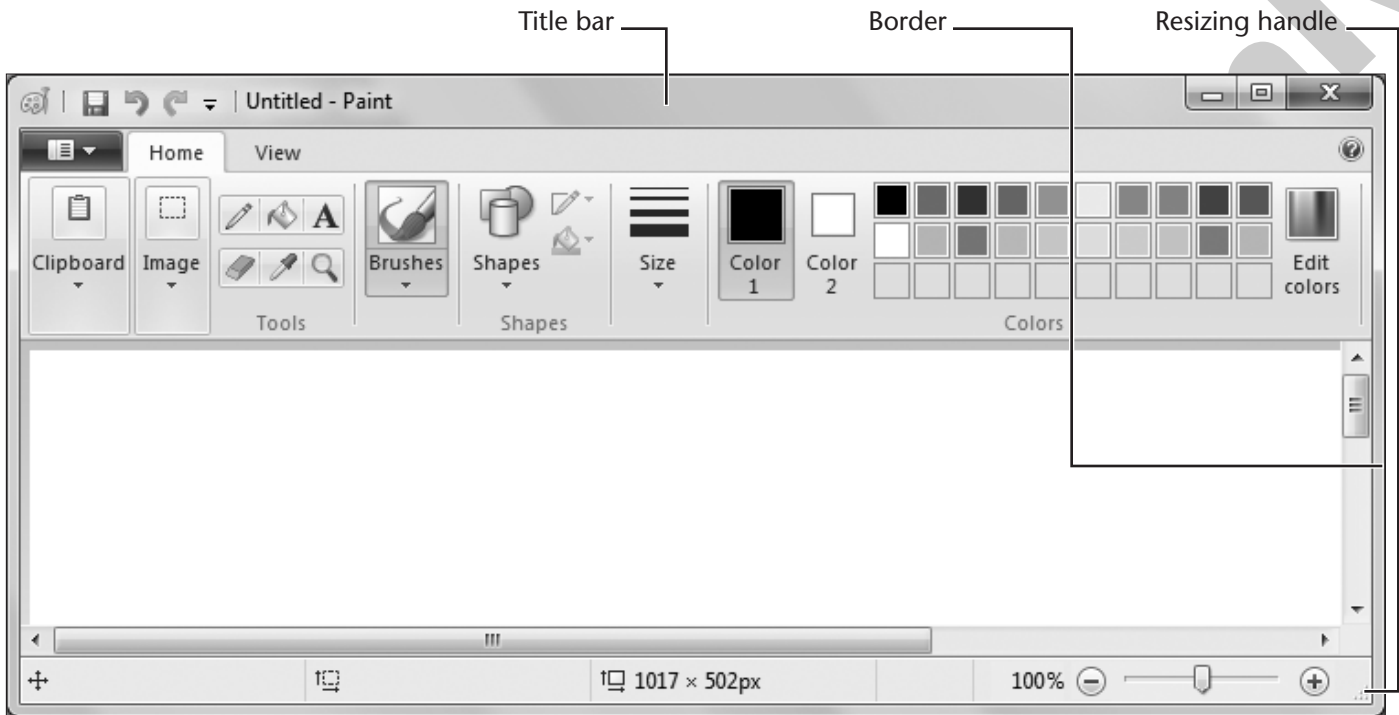 Title bar Border Resizing handle
Untitled - Paint
Home View
Clipboard Image A Brushes Shapes Size Color 1 Color 2 Edit colors
Tools Shapes Colors
1017 × 502px 100%